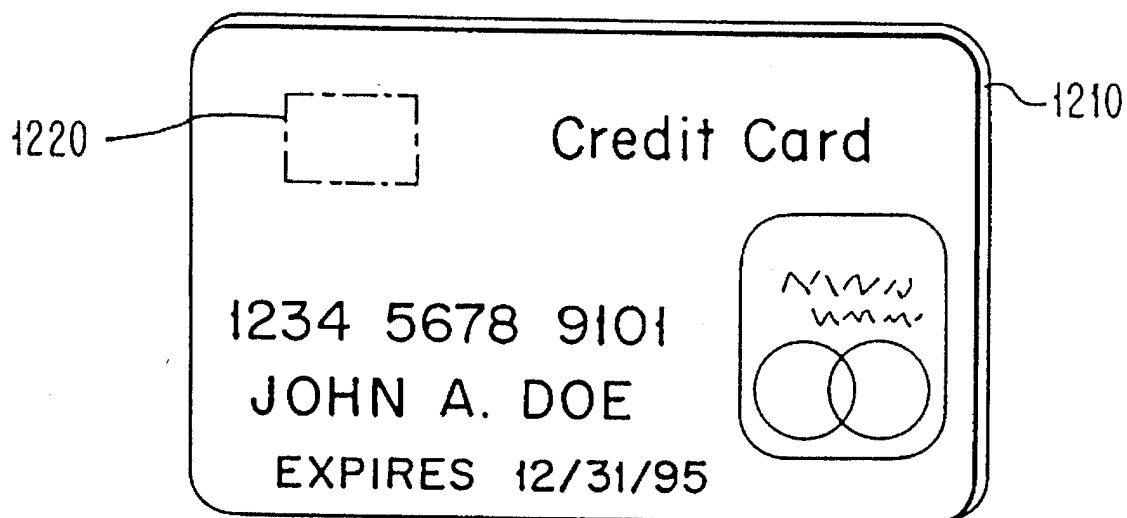 1210
1220
Credit Card
1234 5678 9101
JOHN A. DOE
EXPIRES 12/31/95